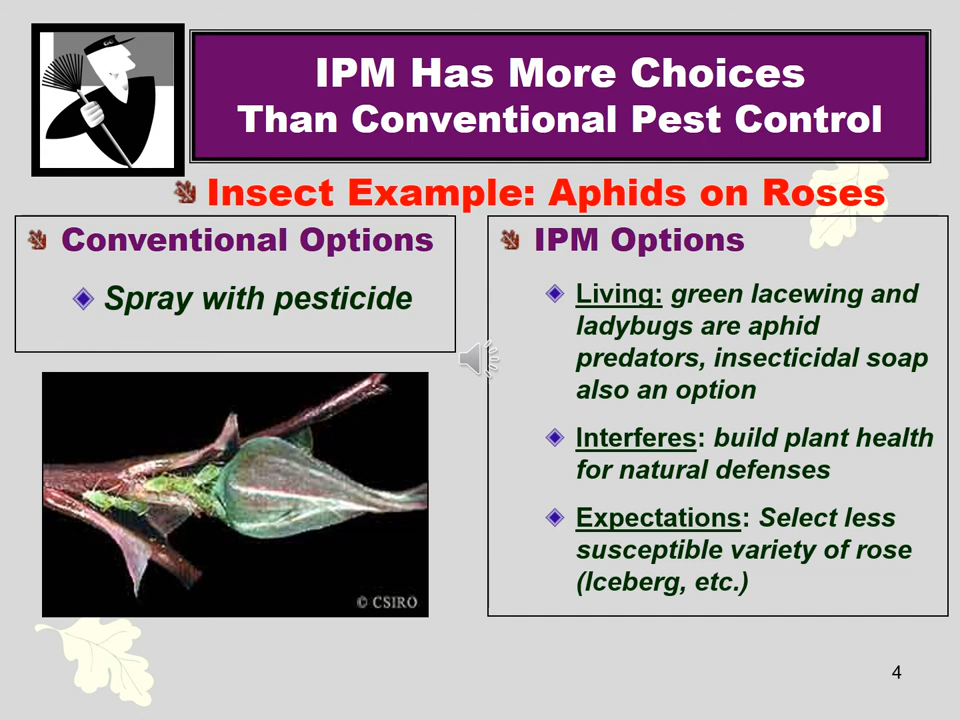 IPM Has More Choices
Than Conventional Pest Control
Insect Example: Aphids on Roses
Conventional Options
Spray with pesticide
IPM Options
Living: green lacewing and
ladybugs are aphid
predators, insecticidal soap
also an option
Interferes: build plant health
for natural defenses
Expectations: Select less
susceptible variety of rose
(Iceberg, etc.)
© CSIRO
4